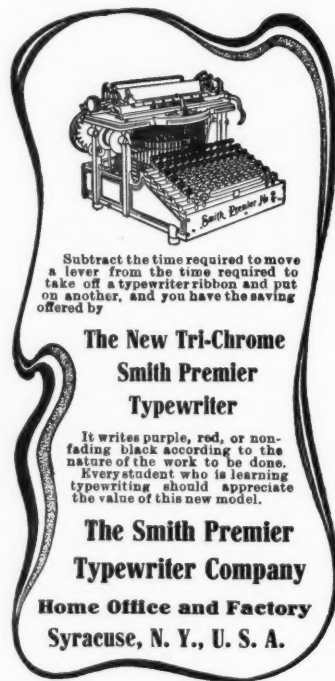 Smith Premier No
Subtract the time required to move
a lever from the time required to
take off a typewriter ribbon and put
on another, and you have the saving
offered by
The New Tri-Chrome
Smith Premier
Typewriter
It writes purple, red, or non-
fading black according to the
nature of the work to be done.
Every student who is learning
typewriting should appreciate
the value of this new model.
The Smith Premier
Typewriter Company
Home Office and Factory
Syracuse, N. Y., U. S. A.